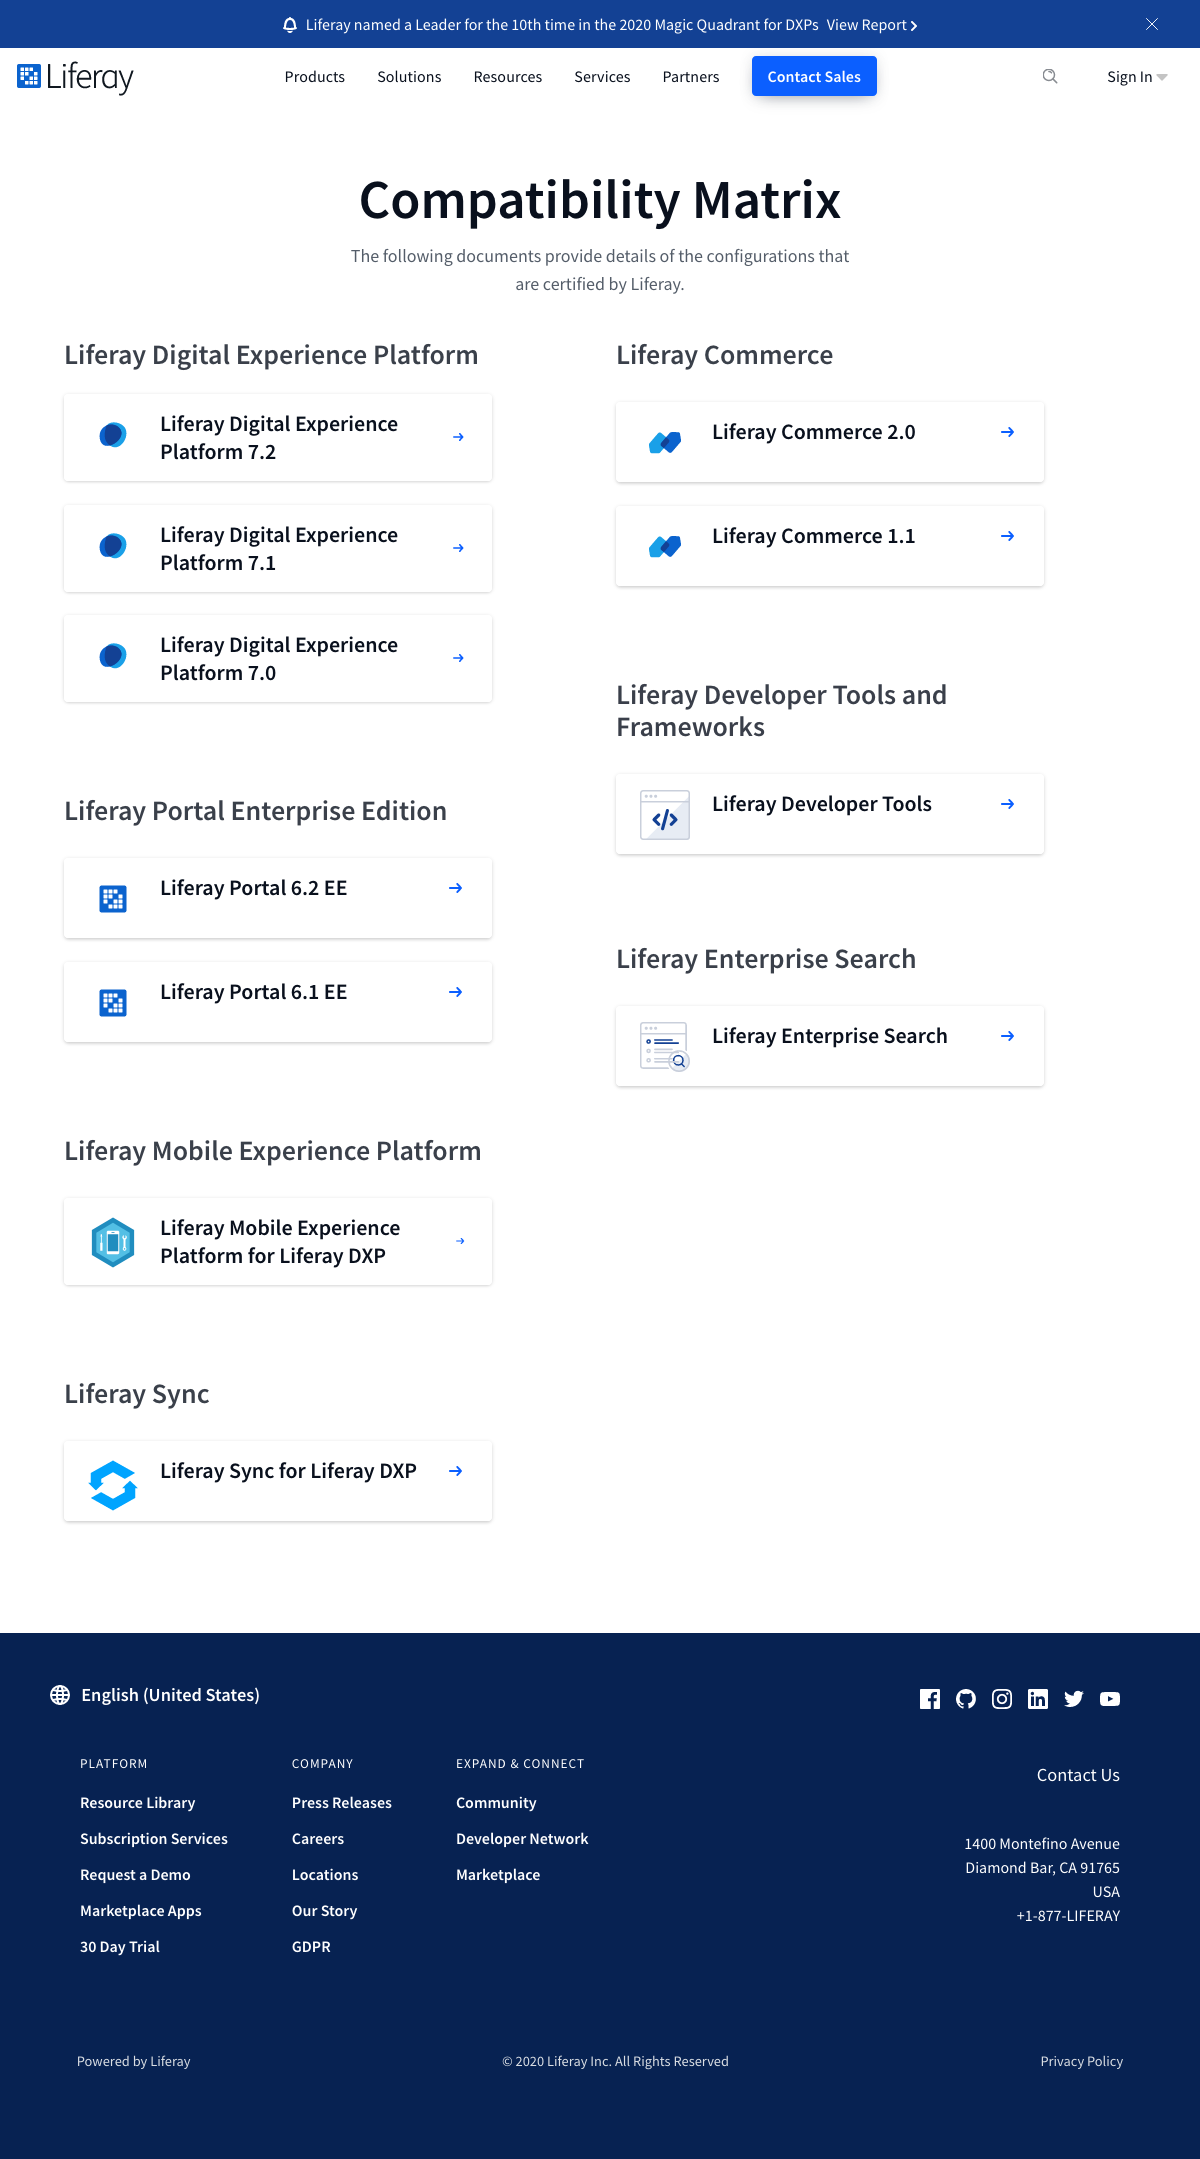 Liferay named a Leader for the 10th time in the 2020 Magic Quadrant for DXPs View Report
Liferay
Products Solutions Resources Services Partners Contact Sales Sign In
Compatibility Matrix
The following documents provide details of the configurations that
are certified by Liferay.
Liferay Digital Experience Platform
Liferay Digital Experience
Platform 7.2
Liferay Digital Experience
Platform 7.1
Liferay Digital Experience
Platform 7.0
Liferay Portal Enterprise Edition
Liferay Portal 6.2 EE
Liferay Portal 6.1 EE
Liferay Mobile Experience Platform
Liferay Mobile Experience
Platform for Liferay DXP
Liferay Sync
Liferay Sync for Liferay DXP
Liferay Commerce
Liferay Commerce 2.0
Liferay Commerce 1.1
Liferay Developer Tools and
Frameworks
Liferay Developer Tools
Liferay Enterprise Search
Liferay Enterprise Search
English (United States)
PLATFORM
Resource Library
Subscription Services
Request a Demo
Marketplace Apps
30 Day Trial
COMPANY
Press Releases
Careers
Locations
Our Story
GDPR
EXPAND & CONNECT
Community
Developer Network
Marketplace
Contact Us
1400 Montefino Avenue
Diamond Bar, CA 91765
USA
+1-877-LIFERAY
Powered by Liferay
© 2020 Liferay Inc. All Rights Reserved
Privacy Policy